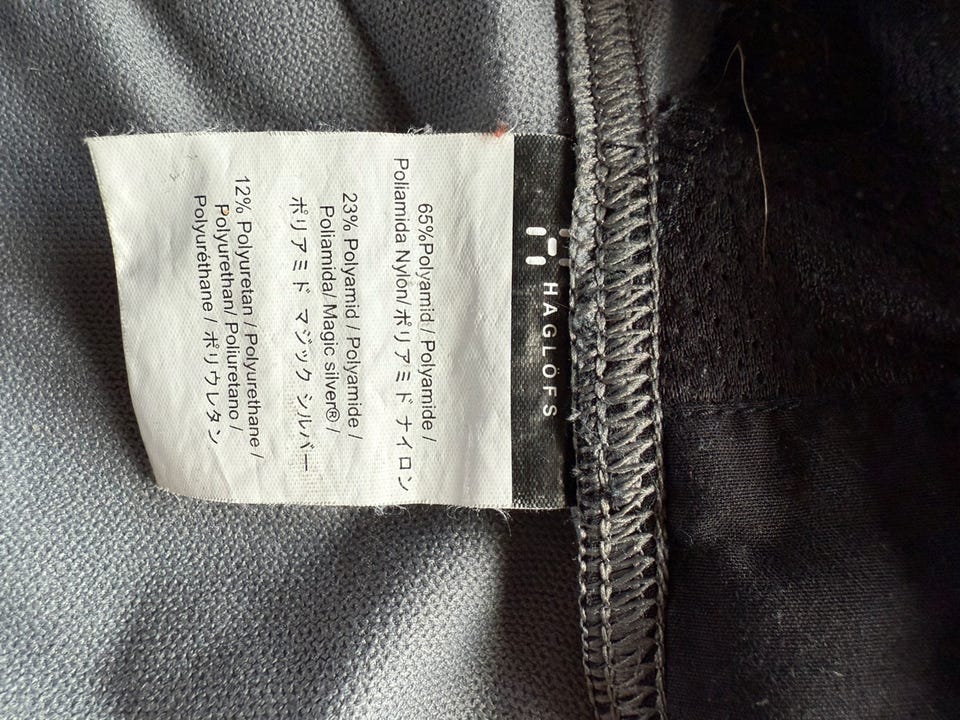 HAGLÖFS
65%Polyamid / Polyamide /
Poliamida Nylon/ポリアミド ナイロン
23% Polyamid / Polyamide /
Poliamida/ Magic silver® /
ポリアミド マジック シルバー
12% Polyuretan / Polyurethane /
Polyurethan/ Poliuretano /
Polyuréthane / ポリウレタン